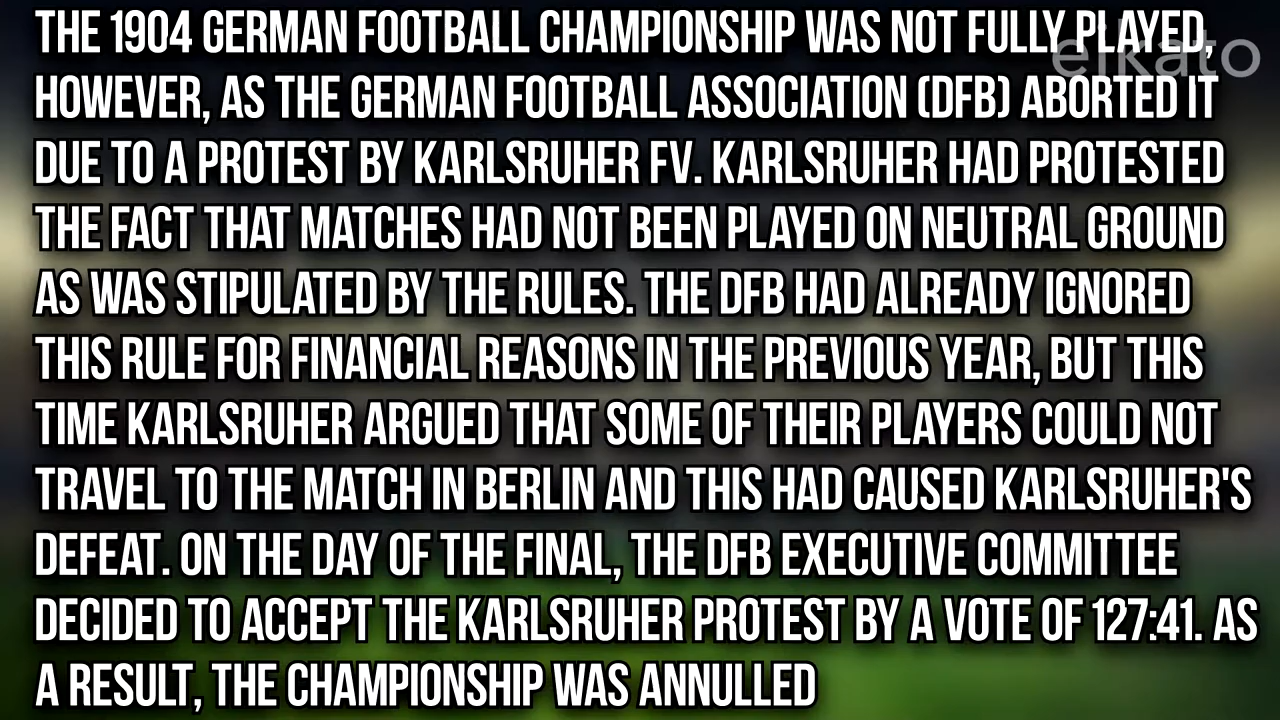 THE 1904 GERMAN FOOTBALL CHAMPIONSHIP WAS NOT FULLY PLAYED,
HOWEVER, AS THE GERMAN FOOTBALL ASSOCIATION (DFB) ABORTED IT
DUE TO A PROTEST BY KARLSRUHER FV. KARLSRUHER HAD PROTESTED
THE FACT THAT MATCHES HAD NOT BEEN PLAYED ON NEUTRAL GROUND
AS WAS STIPULATED BY THE RULES. THE DFB HAD ALREADY IGNORED
THIS RULE FOR FINANCIAL REASONS IN THE PREVIOUS YEAR, BUT THIS
TIME KARLSRUHER ARGUED THAT SOME OF THEIR PLAYERS COULD NOT
TRAVEL TO THE MATCH IN BERLIN AND THIS HAD CAUSED KARLSRUHER'S
DEFEAT. ON THE DAY OF THE FINAL, THE DFB EXECUTIVE COMMITTEE
DECIDED TO ACCEPT THE KARLSRUHER PROTEST BY A VOTE OF 127:41. AS
A RESULT, THE CHAMPIONSHIP WAS ANNULLED
elkato